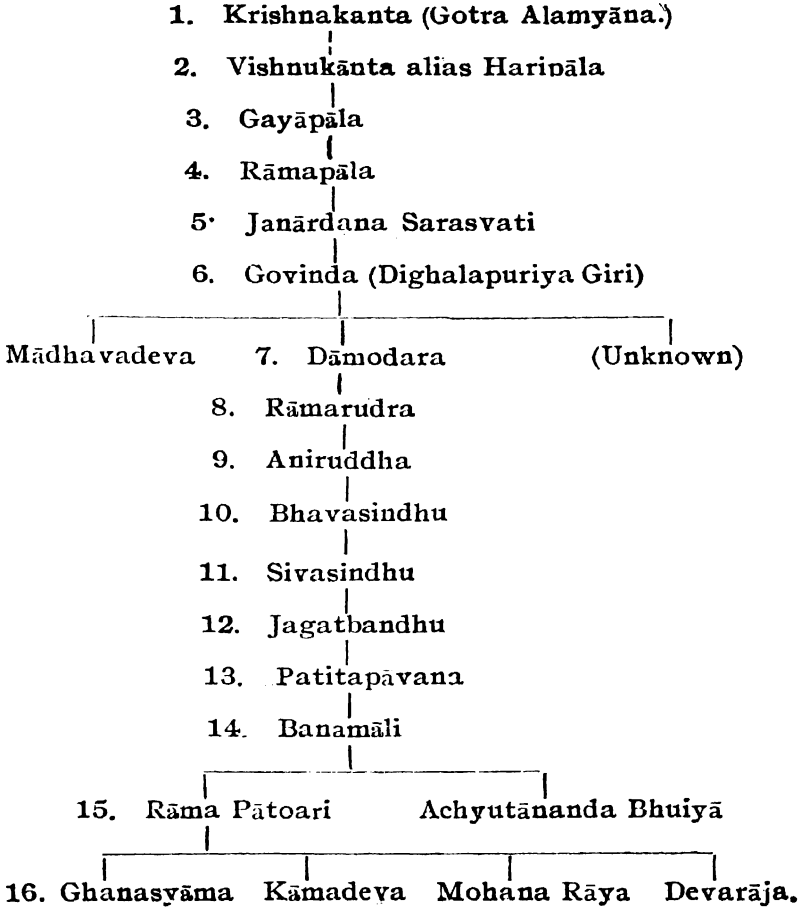 1. Krishnakanta (Gotra Alamyāna.)
2. Vishnukānta alias Haripāla
3. Gayāpāla
4. Rāmapāla
5. Janārdana Sarasvati
6. Govinda (Dighalapuriya Giri)
Mādhavadeva 7. Dāmodara (Unknown)
8. Rāmarudra
9. Aniruddha
10. Bhavasindhu
11. Sivasindhu
12. Jagatbandhu
13. Patitapāvana
14. Banamāli
15. Rāma Pātoari Achyutānanda Bhuiyā
16. Ghanasyāma Kāmadeva Mohana Rāya Devarāja.